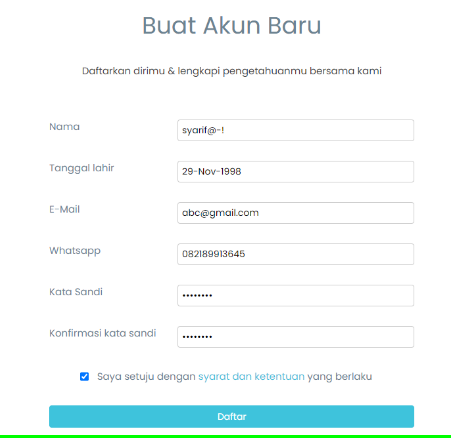 Buat Akun Baru
Daftarkan dirimu & lengkapi pengetahuanmu bersama kami
Nama
syarif@-!
Tanggal lahir
29-Nov-1998
E-Mail
abc@gmail.com
Whatsapp
082189913645
Kata Sandi
••••••••
Konfirmasi kata sandi
••••••••
Saya setuju dengan syarat dan ketentuan yang berlaku
Daftar